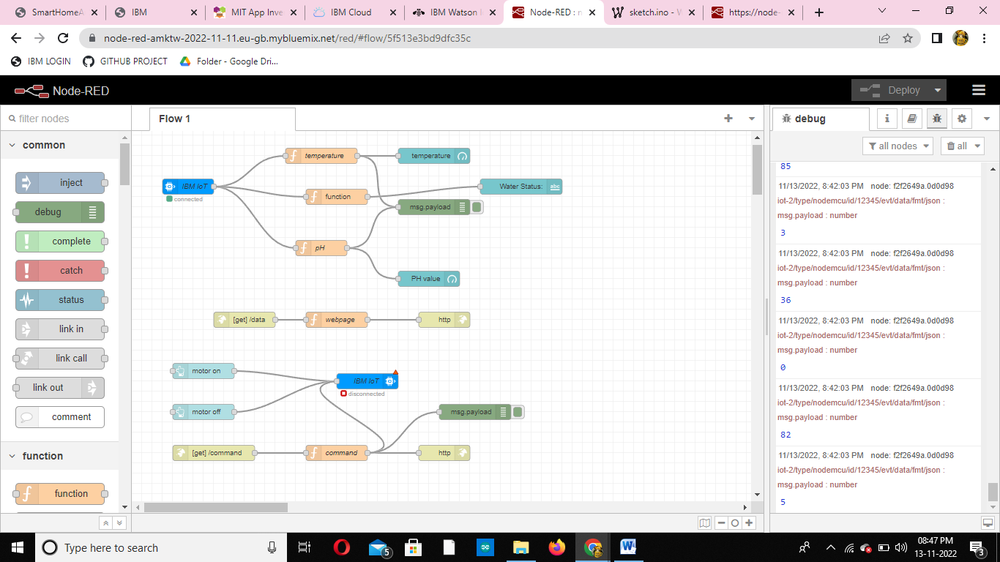 SmartHomeA
IBM
MIT App Inve
IBM Cloud
IBM Watson I
Node-RED : n
sketch.ino - W
https://node-
node-red-amktw-2022-11-11.eu-gb.mybluemix.net/red/#flow/5f513e3bd9dfc35c
IBM LOGIN
GITHUB PROJECT
Folder - Google Dri...
Node-RED
Deploy
filter nodes
Flow 1
debug
i
common
all nodes
all
inject
debug
complete
catch
status
link in
link call
link out
comment
function
function
temperature
temperature
IBM IoT
connected
function
Water Status:
abc
msg.payload
pH
PH value
[get] /data
webpage
http
motor on
IBM IoT
disconnected
motor off
msg.payload
[get] /command
command
http
85
11/13/2022, 8:42:03 PM node: f2f2649a.0d0d98
iot-2/type/nodemcu/id/12345/evt/data/fmt/json :
msg.payload : number
3
11/13/2022, 8:42:03 PM node: f2f2649a.0d0d98
iot-2/type/nodemcu/id/12345/evt/data/fmt/json :
msg.payload : number
36
11/13/2022, 8:42:03 PM node: f2f2649a.0d0d98
iot-2/type/nodemcu/id/12345/evt/data/fmt/json :
msg.payload : number
0
11/13/2022, 8:42:03 PM node: f2f2649a.0d0d98
iot-2/type/nodemcu/id/12345/evt/data/fmt/json :
msg.payload : number
82
11/13/2022, 8:42:03 PM node: f2f2649a.0d0d98
iot-2/type/nodemcu/id/12345/evt/data/fmt/json :
msg.payload : number
5
Type here to search
5
08:47 PM
13-11-2022
3